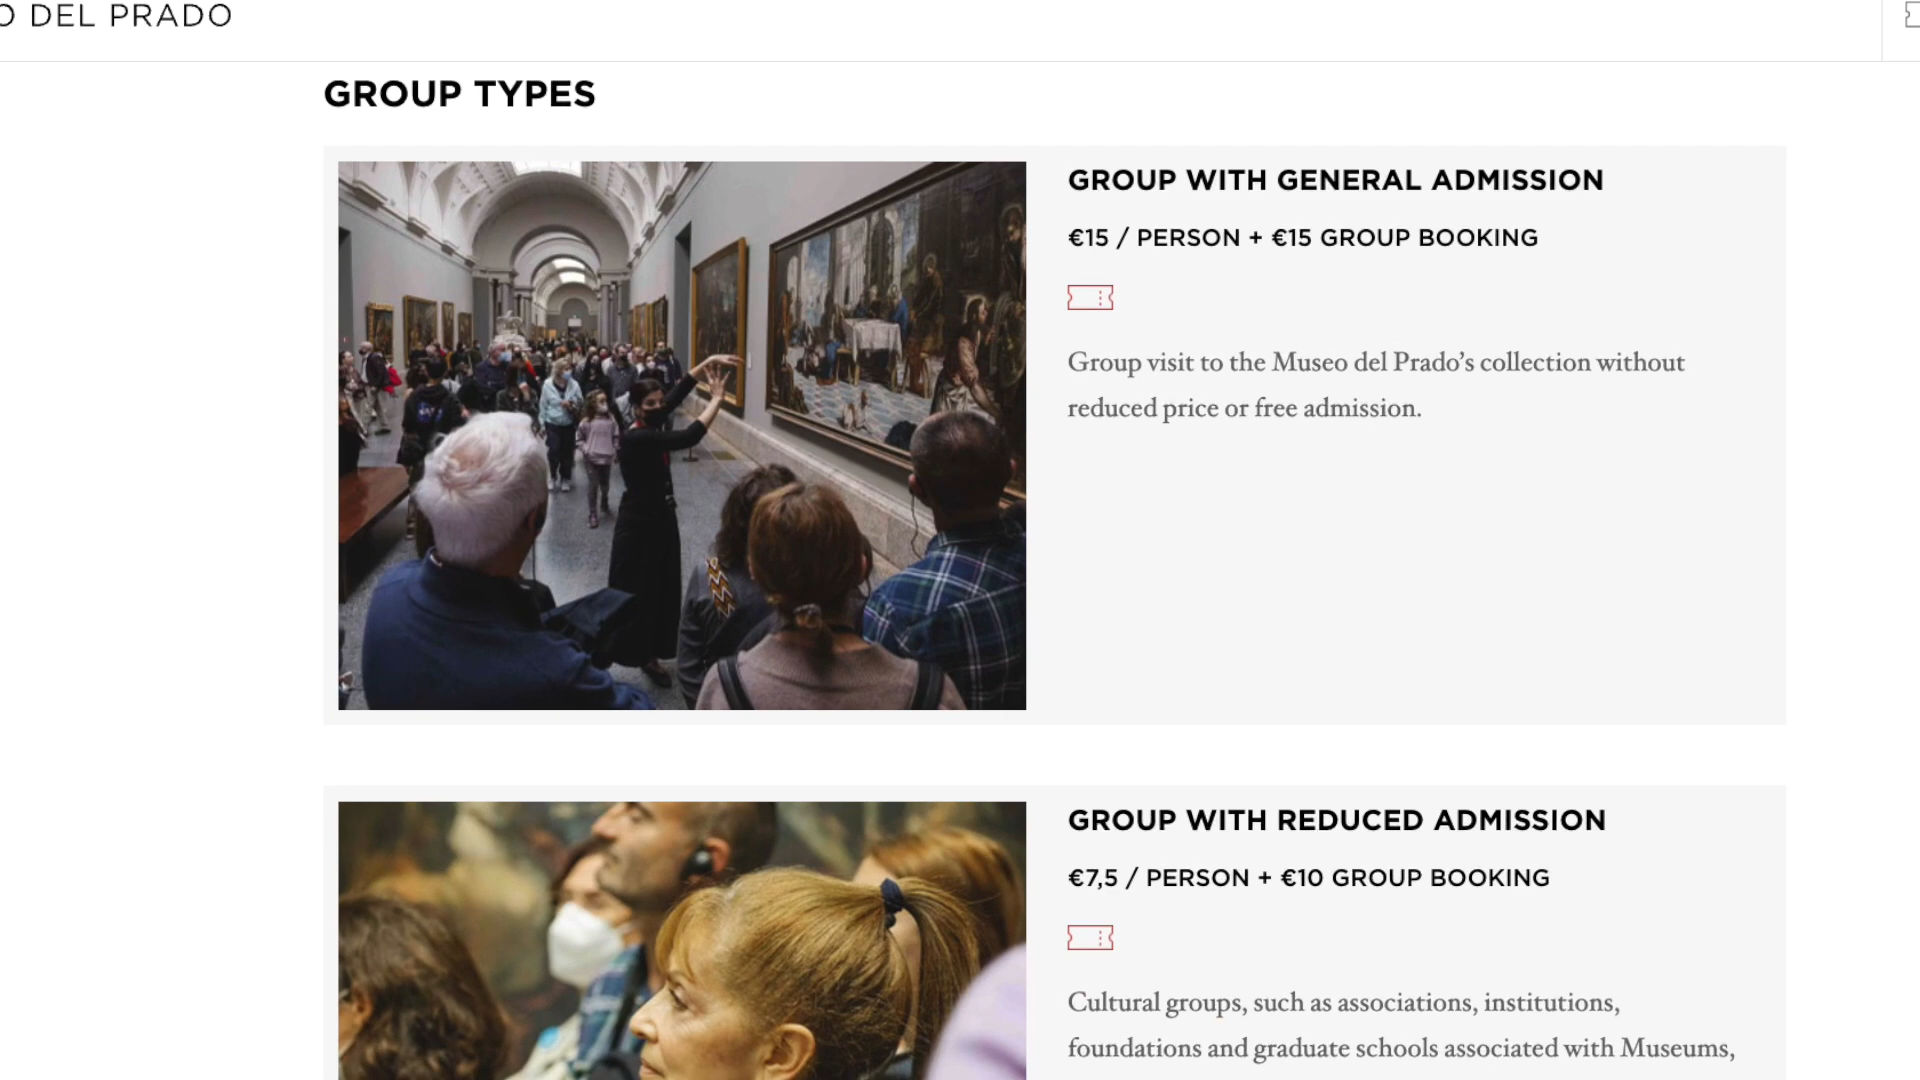 O DEL PRADO
GROUP TYPES
GROUP WITH GENERAL ADMISSION
€15 / PERSON + €15 GROUP BOOKING
Group visit to the Museo del Prado’s collection without
reduced price or free admission.
GROUP WITH REDUCED ADMISSION
€7,5 / PERSON + €10 GROUP BOOKING
Cultural groups, such as associations, institutions,
foundations and graduate schools associated with Museums,